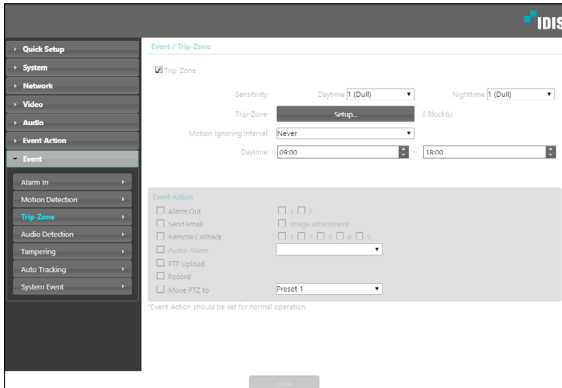 IDIS
Quick Setup
System
Network
Video
Audio
Event Action
Event
Alarm In
Motion Detection
Trip-Zone
Audio Detection
Tampering
Auto Tracking
System Event
Event / Trip-Zone
Trip-Zone
Sensitivity Daytime 1 (Dull) Nighttime 1 (Dull)
Trip-Zone Setup... 0 Block(s)
Motion Ignoring Interval Never
Daytime 09:00 ~ 18:00
Event Action
Alarm Out 1 2
Send Email Image Attachment
Remote Callback 1 2 3 4 5
Audio Alarm
FTP Upload
Record
Move PTZ to Preset 1
*Event Action should be set for normal operation.
Save